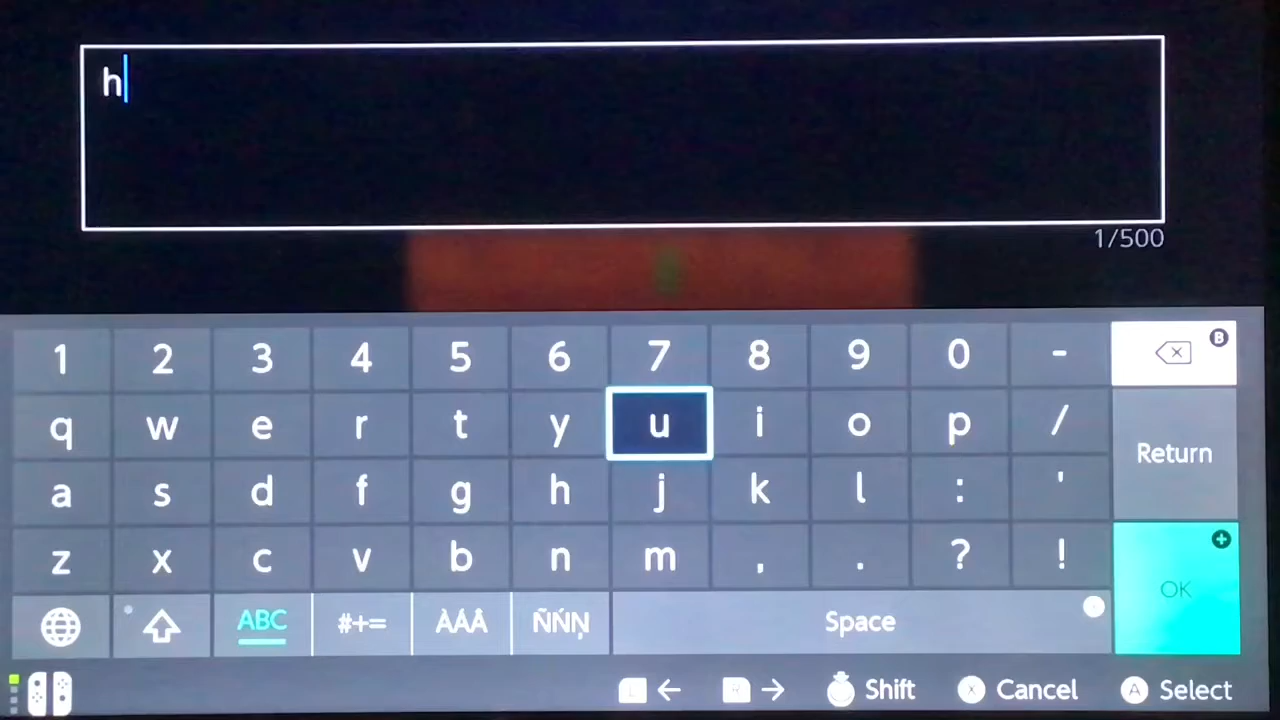 h
1/500
1 2 3 4 5 6 7 8 9 0 - B
q w e r t y u i o p /
Return
a s d f g h j k l : '
z x c v b n m , . ? !
OK
ABC #+= ÀÁÂ ÑŃŅ Space
L ← R → Shift X Cancel A Select